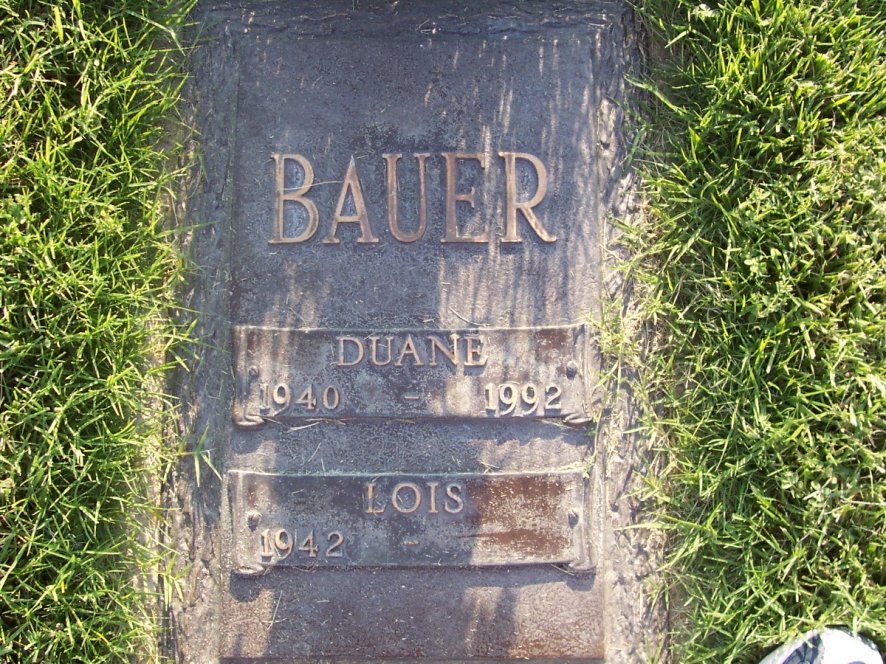 BAUER
DUANE
1940 - 1992
LOIS
1942 -